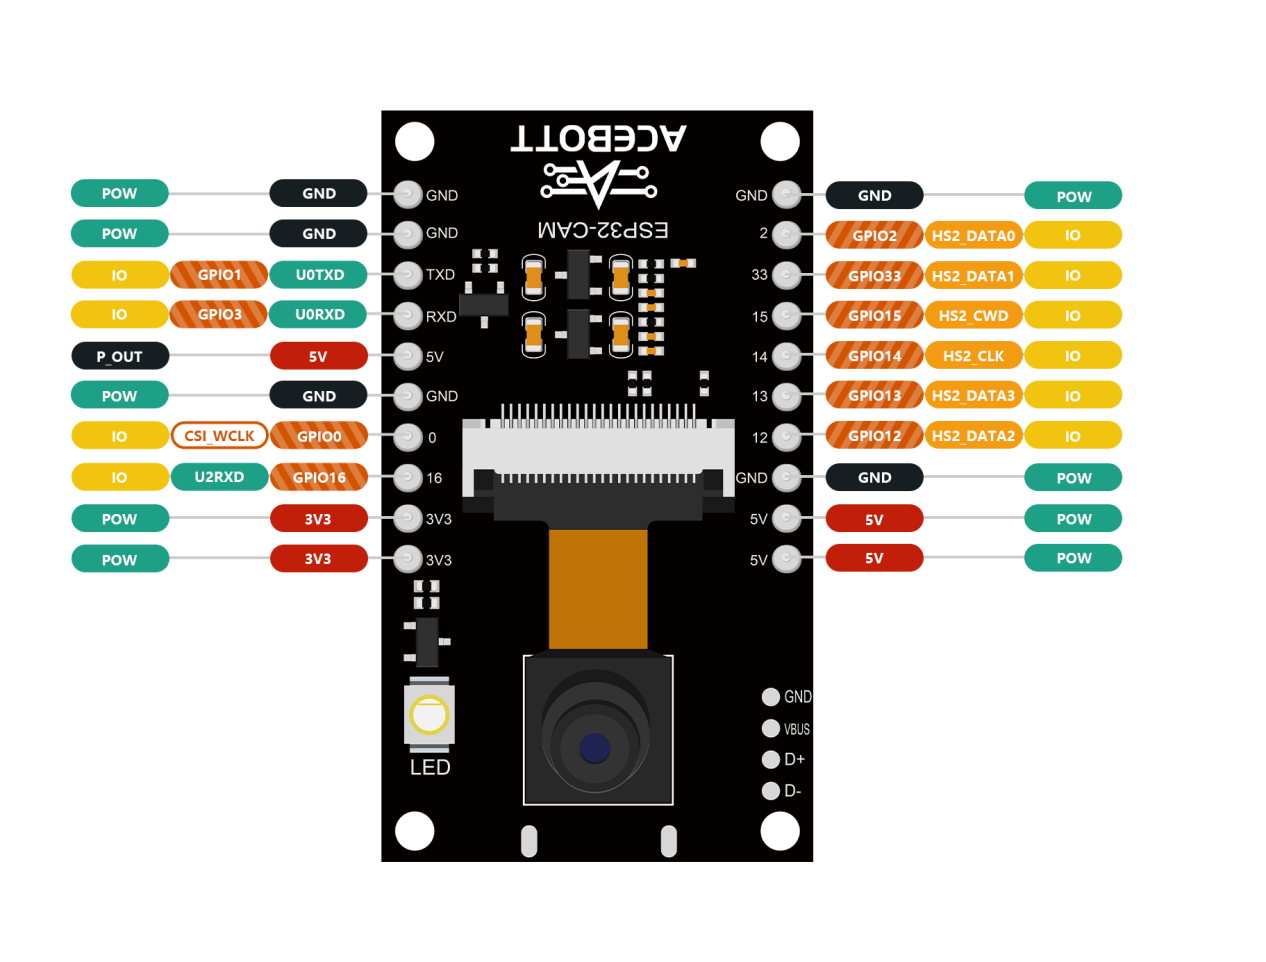 ACEBOTT
ESP32-CAM
POW GND GND
POW GND GND
IO GPIO1 U0TXD TXD
IO GPIO3 U0RXD RXD
P_OUT 5V 5V
POW GND GND
IO CSI_WCLK GPIO0 0
IO U2RXD GPIO16 16
POW 3V3 3V3
POW 3V3 3V3
GND GND POW
2 GPIO2 HS2_DATA0 IO
33 GPIO33 HS2_DATA1 IO
15 GPIO15 HS2_CWD IO
14 GPIO14 HS2_CLK IO
13 GPIO13 HS2_DATA3 IO
12 GPIO12 HS2_DATA2 IO
GND GND POW
5V 5V POW
5V 5V POW
LED
GND
VBUS
D+
D-